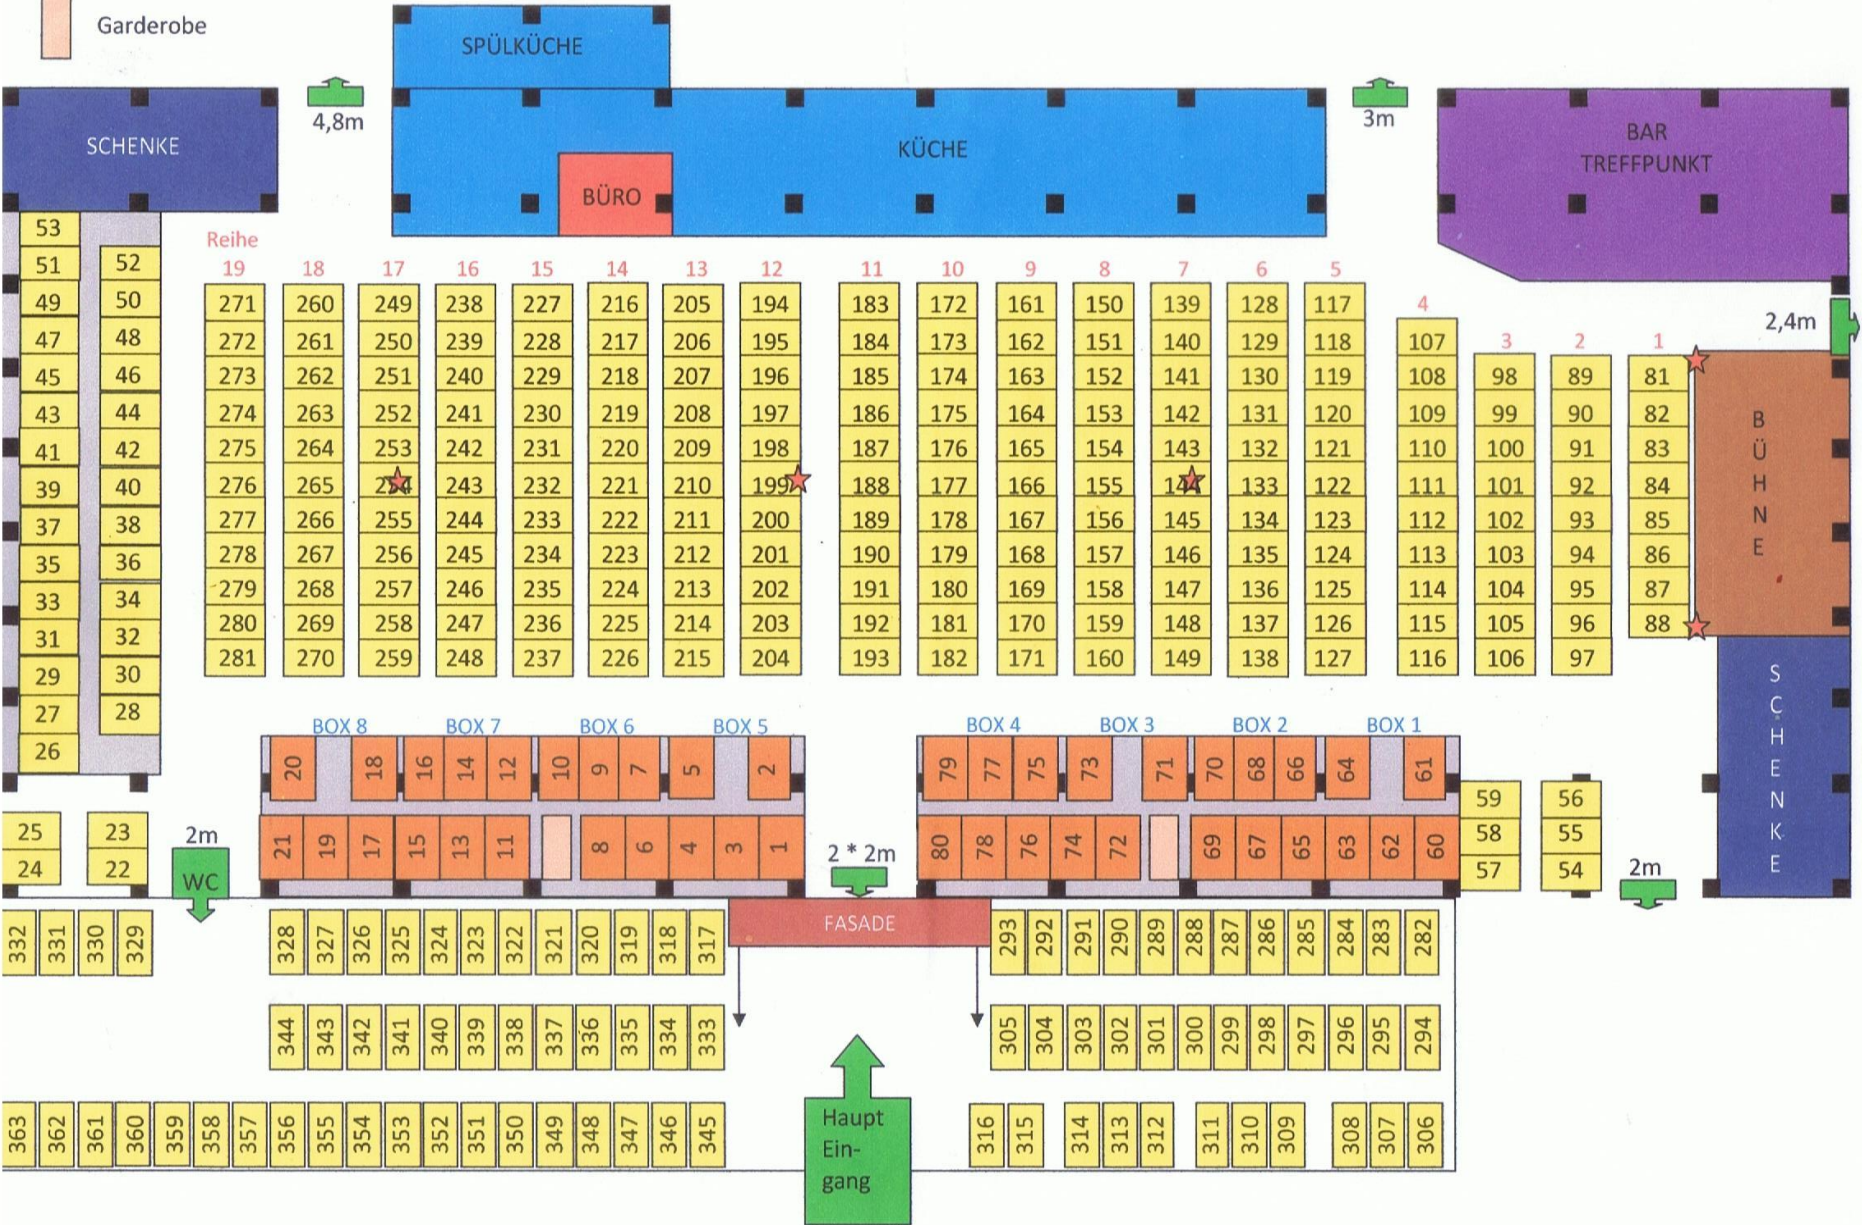 Garderobe
SPÜLKÜCHE
SCHENKE
4,8m
KÜCHE
BÜRO
3m
BAR
TREFFPUNKT
2,4m
Reihe
19 18 17 16 15 14 13 12 11 10 9 8 7 6 5
4
3 2 1
53
51 52
49 50
47 48
45 46
43 44
41 42
39 40
37 38
35 36
33 34
31 32
29 30
27 28
26
271 260 249 238 227 216 205 194 183 172 161 150 139 128 117
272 261 250 239 228 217 206 195 184 173 162 151 140 129 118 107
273 262 251 240 229 218 207 196 185 174 163 152 141 130 119 108 98 89 81
274 263 252 241 230 219 208 197 186 175 164 153 142 131 120 109 99 90 82
275 264 253 242 231 220 209 198 187 176 165 154 143 132 121 110 100 91 83
276 265 254 243 232 221 210 199 188 177 166 155 144 133 122 111 101 92 84
277 266 255 244 233 222 211 200 189 178 167 156 145 134 123 112 102 93 85
278 267 256 245 234 223 212 201 190 179 168 157 146 135 124 113 103 94 86
279 268 257 246 235 224 213 202 191 180 169 158 147 136 125 114 104 95 87
280 269 258 247 236 225 214 203 192 181 170 159 148 137 126 115 105 96 88
281 270 259 248 237 226 215 204 193 182 171 160 149 138 127 116 106 97
BÜHNE
SCHENKE
BOX 8 BOX 7 BOX 6 BOX 5 BOX 4 BOX 3 BOX 2 BOX 1
20 18 16 14 12 10 9 7 5 2 79 77 75 73 71 70 68 66 64 61
21 19 17 15 13 11 8 6 4 3 1 80 78 76 74 72 69 67 65 63 62 60
59 56
58 55
57 54
25 23
24 22
2m
WC
2 * 2m
2m
FASADE
332 331 330 329 328 327 326 325 324 323 322 321 320 319 318 317 293 292 291 290 289 288 287 286 285 284 283 282
344 343 342 341 340 339 338 337 336 335 334 333 305 304 303 302 301 300 299 298 297 296 295 294
363 362 361 360 359 358 357 356 355 354 353 352 351 350 349 348 347 346 345 316 315 314 313 312 311 310 309 308 307 306
Haupt
Ein-
gang